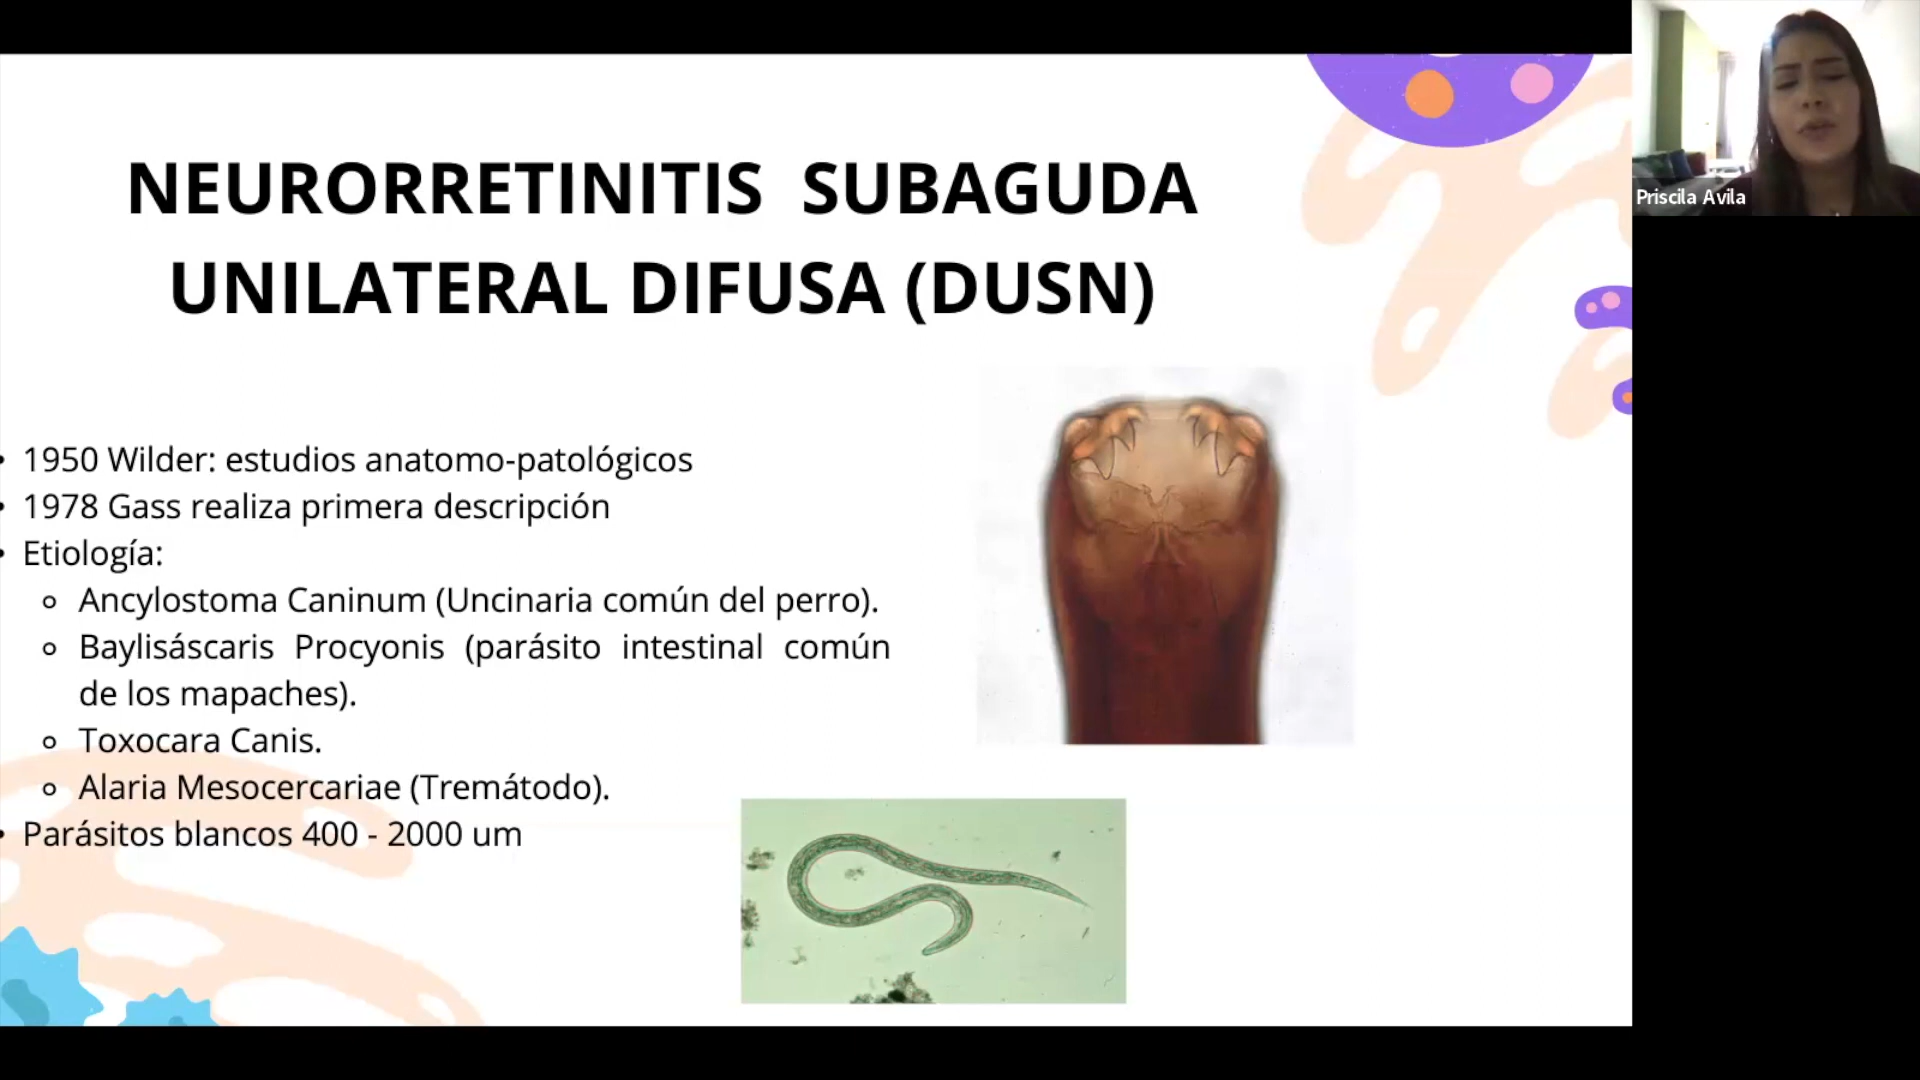 NEURORRETINITIS SUBAGUDA
UNILATERAL DIFUSA (DUSN)
• 1950 Wilder: estudios anatomo-patológicos
• 1978 Gass realiza primera descripción
• Etiología:
∘ Ancylostoma Caninum (Uncinaria común del perro).
∘ Baylisáscaris Procyonis (parásito intestinal común
de los mapaches).
∘ Toxocara Canis.
∘ Alaria Mesocercariae (Tremátodo).
• Parásitos blancos 400 - 2000 um
Priscila Avila